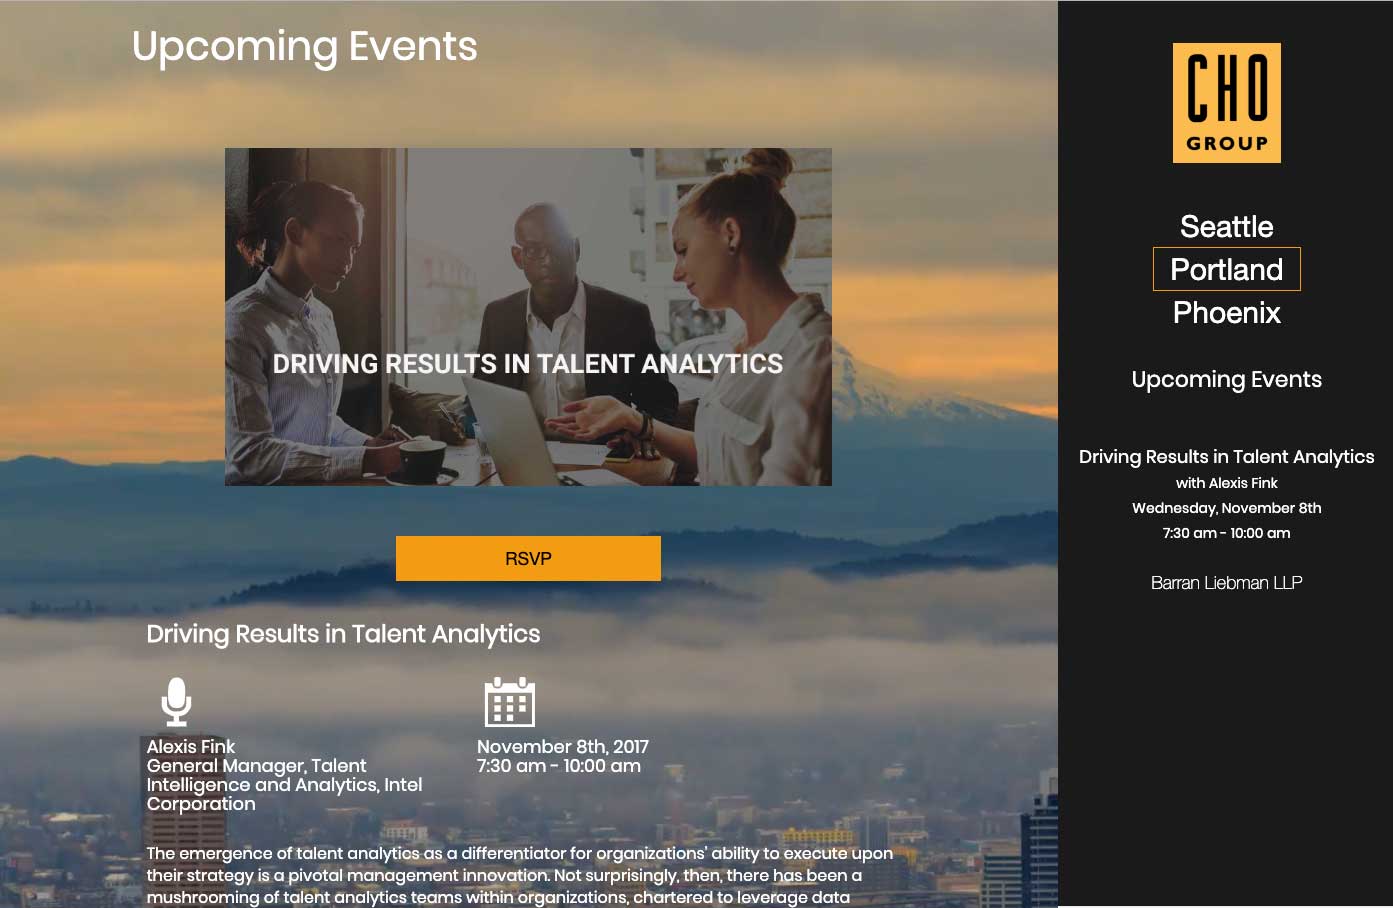 Upcoming Events
DRIVING RESULTS IN TALENT ANALYTICS
RSVP
Driving Results in Talent Analytics
Alexis Fink
General Manager, Talent
Intelligence and Analytics, Intel
Corporation
November 8th, 2017
7:30 am - 10:00 am
The emergence of talent analytics as a differentiator for organizations' ability to execute upon
their strategy is a pivotal management innovation. Not surprisingly, then, there has been a
mushrooming of talent analytics teams within organizations, chartered to leverage data
CHO
GROUP
Seattle
Portland
Phoenix
Upcoming Events
Driving Results in Talent Analytics
with Alexis Fink
Wednesday, November 8th
7:30 am - 10:00 am
Barran Liebman LLP